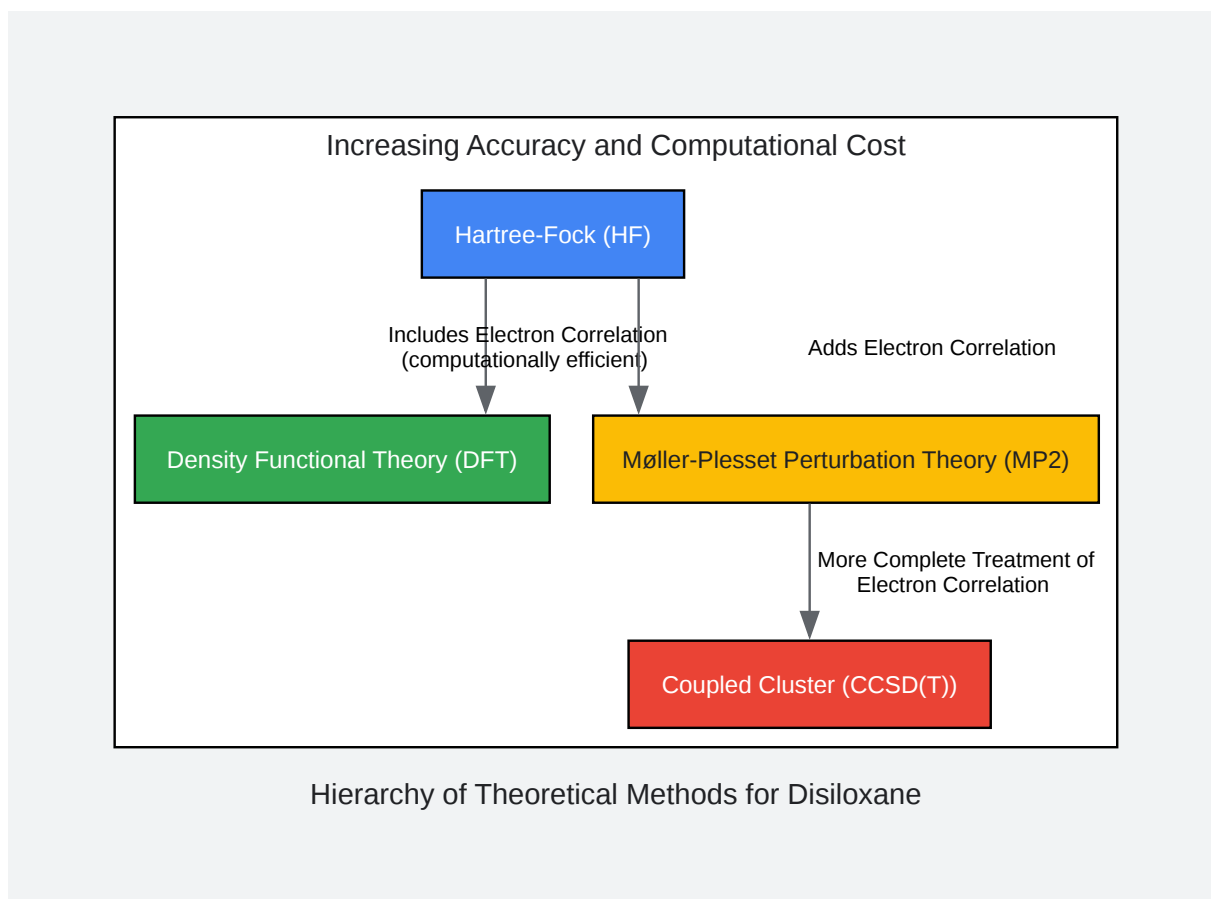 Increasing Accuracy and Computational Cost
Hartree-Fock (HF)
Includes Electron Correlation
(computationally efficient)
Adds Electron Correlation
Density Functional Theory (DFT)
Møller-Plesset Perturbation Theory (MP2)
More Complete Treatment of
Electron Correlation
Coupled Cluster (CCSD(T))
Hierarchy of Theoretical Methods for Disiloxane